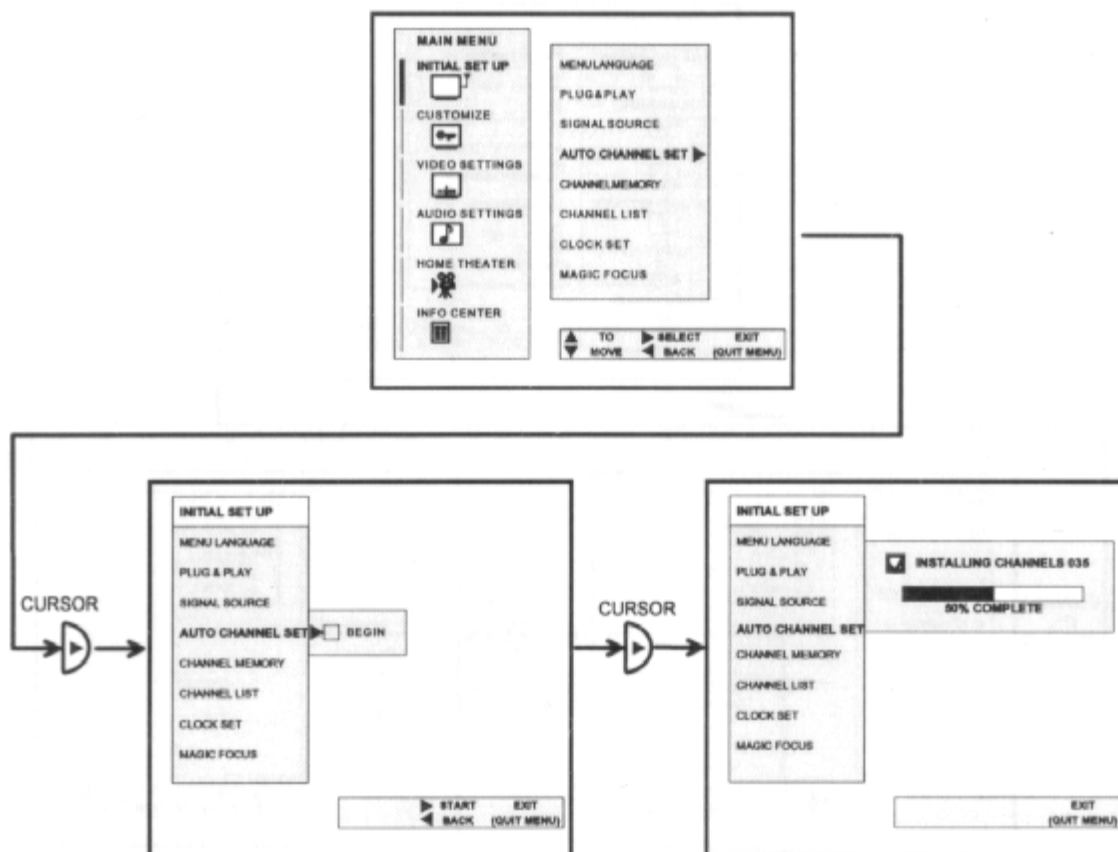 MAIN MENU
INITIAL SET UP
CUSTOMIZE
VIDEO SETTINGS
AUDIO SETTINGS
HOME THEATER
INFO CENTER
MENULANGUAGE
PLUG&PLAY
SIGNAL SOURCE
AUTO CHANNEL SET
CHANNELMEMORY
CHANNEL LIST
CLOCK SET
MAGIC FOCUS
TO SELECT EXIT
MOVE BACK (QUIT MENU)
CURSOR
INITIAL SET UP
MENU LANGUAGE
PLUG & PLAY
SIGNAL SOURCE
AUTO CHANNEL SET BEGIN
CHANNEL MEMORY
CHANNEL LIST
CLOCK SET
MAGIC FOCUS
START EXIT
BACK (QUIT MENU)
CURSOR
INITIAL SET UP
MENU LANGUAGE
PLUG & PLAY
SIGNAL SOURCE
AUTO CHANNEL SET
CHANNEL MEMORY
CHANNEL LIST
CLOCK SET
MAGIC FOCUS
INSTALLING CHANNELS 035
50% COMPLETE
EXIT
(QUIT MENU)